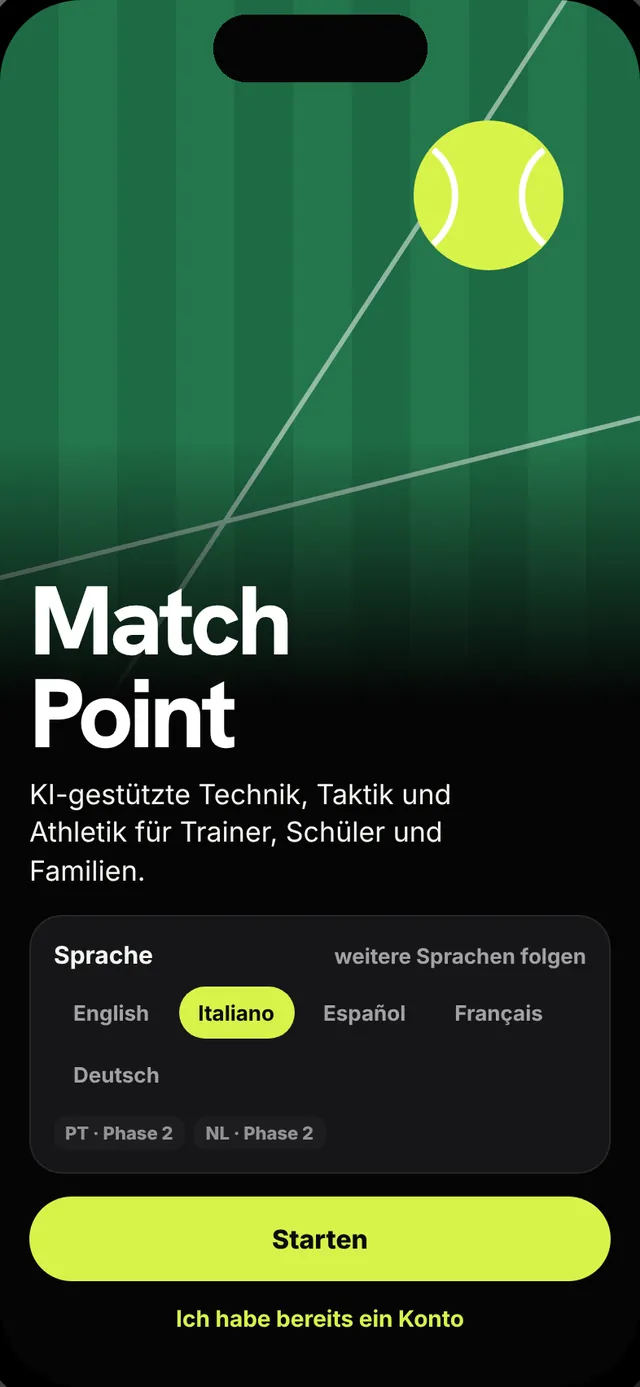 Match
Point
KI-gestützte Technik, Taktik und
Athletik für Trainer, Schüler und
Familien.
Sprache weitere Sprachen folgen
English Italiano Español Français
Deutsch
PT · Phase 2 NL · Phase 2
Starten
Ich habe bereits ein Konto